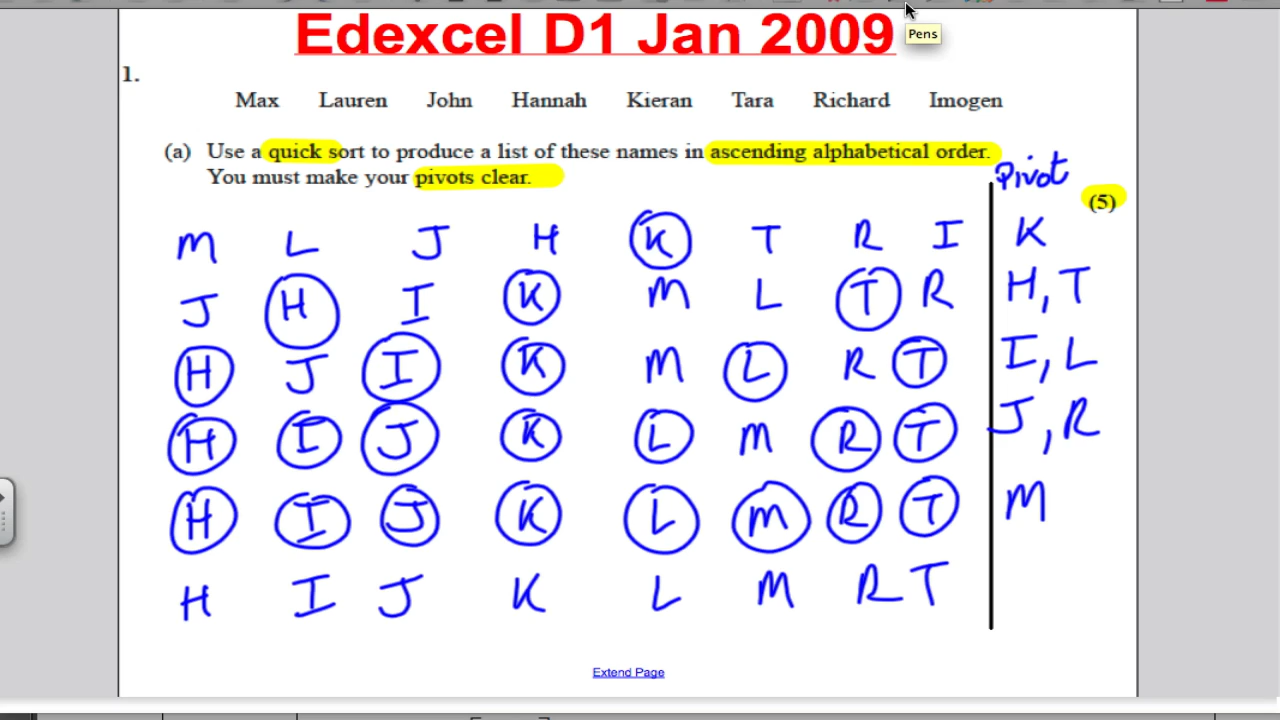 Edexcel D1 Jan 2009
Pens
1.
Max Lauren John Hannah Kieran Tara Richard Imogen
(a) Use a quick sort to produce a list of these names in ascending alphabetical order.
You must make your pivots clear.
Pivot
(5)
M L J H K T R I K
J H I K M L T R H, T
H J I K M L R T I, L
H I J K L M R T J, R
H I J K L M R T M
H I J K L M R T
Extend Page